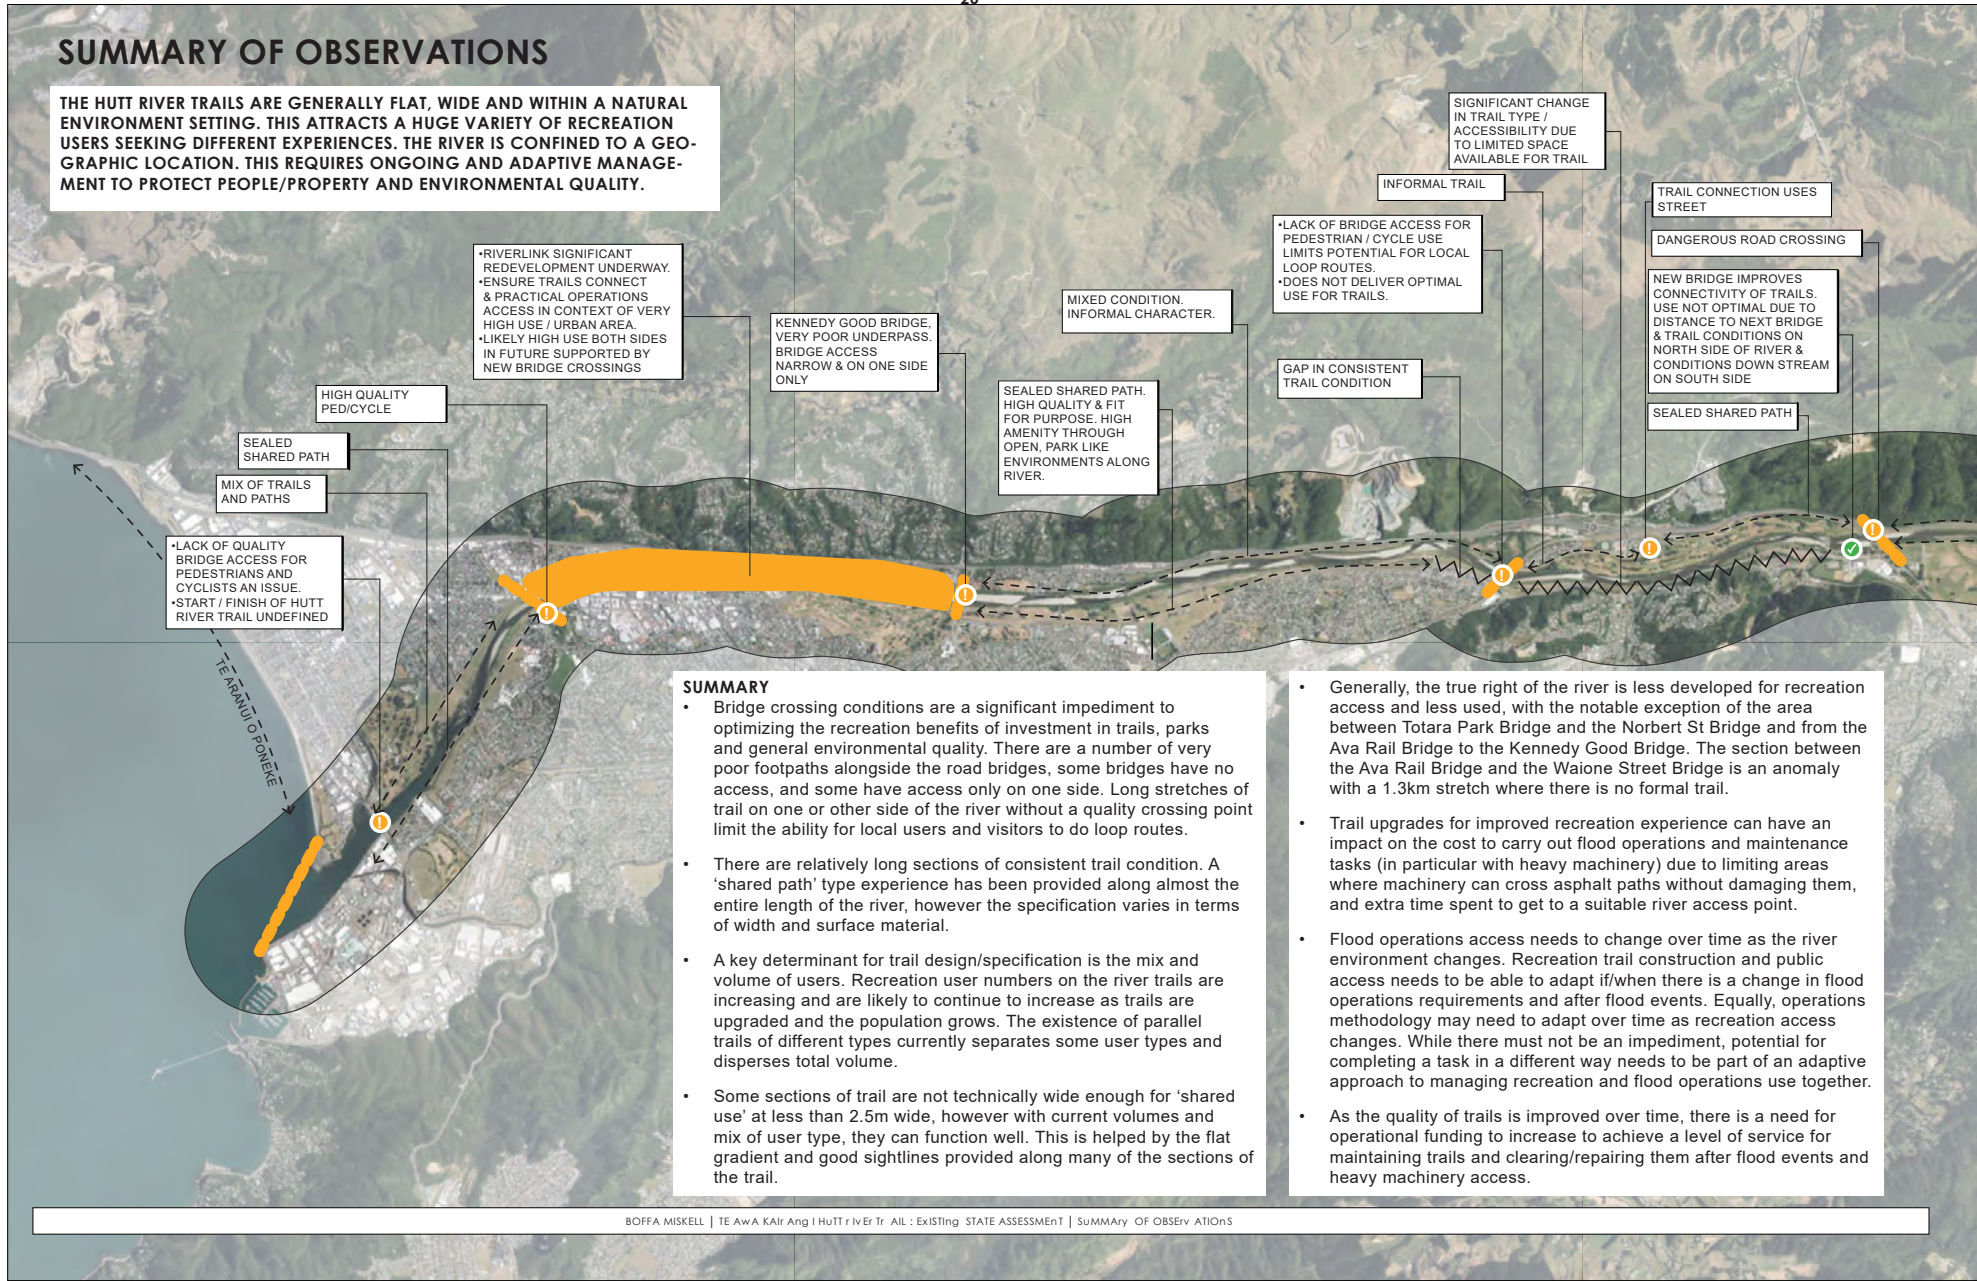 SUMMARY OF OBSERVATIONS
THE HUTT RIVER TRAILS ARE GENERALLY FLAT, WIDE AND WITHIN A NATURAL
ENVIRONMENT SETTING. THIS ATTRACTS A HUGE VARIETY OF RECREATION
USERS SEEKING DIFFERENT EXPERIENCES. THE RIVER IS CONFINED TO A GEO-
GRAPHIC LOCATION. THIS REQUIRES ONGOING AND ADAPTIVE MANAGE-
MENT TO PROTECT PEOPLE/PROPERTY AND ENVIRONMENTAL QUALITY.
SIGNIFICANT CHANGE
IN TRAIL TYPE /
ACCESSIBILITY DUE
TO LIMITED SPACE
AVAILABLE FOR TRAIL
INFORMAL TRAIL
TRAIL CONNECTION USES
STREET
•LACK OF BRIDGE ACCESS FOR
PEDESTRIAN / CYCLE USE
LIMITS POTENTIAL FOR LOCAL
LOOP ROUTES.
•DOES NOT DELIVER OPTIMAL
USE FOR TRAILS.
DANGEROUS ROAD CROSSING
•RIVERLINK SIGNIFICANT
REDEVELOPMENT UNDERWAY.
•ENSURE TRAILS CONNECT
& PRACTICAL OPERATIONS
ACCESS IN CONTEXT OF VERY
HIGH USE / URBAN AREA.
•LIKELY HIGH USE BOTH SIDES
IN FUTURE SUPPORTED BY
NEW BRIDGE CROSSINGS
NEW BRIDGE IMPROVES
CONNECTIVITY OF TRAILS.
USE NOT OPTIMAL DUE TO
DISTANCE TO NEXT BRIDGE
& TRAIL CONDITIONS ON
NORTH SIDE OF RIVER &
CONDITIONS DOWN STREAM
ON SOUTH SIDE
MIXED CONDITION.
INFORMAL CHARACTER.
KENNEDY GOOD BRIDGE,
VERY POOR UNDERPASS.
BRIDGE ACCESS
NARROW & ON ONE SIDE
ONLY
GAP IN CONSISTENT
TRAIL CONDITION
SEALED SHARED PATH.
HIGH QUALITY & FIT
FOR PURPOSE. HIGH
AMENITY THROUGH
OPEN, PARK LIKE
ENVIRONMENTS ALONG
RIVER.
HIGH QUALITY
PED/CYCLE
SEALED SHARED PATH
SEALED
SHARED PATH
MIX OF TRAILS
AND PATHS
•LACK OF QUALITY
BRIDGE ACCESS FOR
PEDESTRIANS AND
CYCLISTS AN ISSUE.
•START / FINISH OF HUTT
RIVER TRAIL UNDEFINED
TE ARANUI O PONEKE
SUMMARY
• Bridge crossing conditions are a significant impediment to
optimizing the recreation benefits of investment in trails, parks
and general environmental quality. There are a number of very
poor footpaths alongside the road bridges, some bridges have no
access, and some have access only on one side. Long stretches of
trail on one or other side of the river without a quality crossing point
limit the ability for local users and visitors to do loop routes.
• There are relatively long sections of consistent trail condition. A
‘shared path’ type experience has been provided along almost the
entire length of the river, however the specification varies in terms
of width and surface material.
• A key determinant for trail design/specification is the mix and
volume of users. Recreation user numbers on the river trails are
increasing and are likely to continue to increase as trails are
upgraded and the population grows. The existence of parallel
trails of different types currently separates some user types and
disperses total volume.
• Some sections of trail are not technically wide enough for ‘shared
use’ at less than 2.5m wide, however with current volumes and
mix of user type, they can function well. This is helped by the flat
gradient and good sightlines provided along many of the sections of
the trail.
• Generally, the true right of the river is less developed for recreation
access and less used, with the notable exception of the area
between Totara Park Bridge and the Norbert St Bridge and from the
Ava Rail Bridge to the Kennedy Good Bridge. The section between
the Ava Rail Bridge and the Waione Street Bridge is an anomaly
with a 1.3km stretch where there is no formal trail.
• Trail upgrades for improved recreation experience can have an
impact on the cost to carry out flood operations and maintenance
tasks (in particular with heavy machinery) due to limiting areas
where machinery can cross asphalt paths without damaging them,
and extra time spent to get to a suitable river access point.
• Flood operations access needs to change over time as the river
environment changes. Recreation trail construction and public
access needs to be able to adapt if/when there is a change in flood
operations requirements and after flood events. Equally, operations
methodology may need to adapt over time as recreation access
changes. While there must not be an impediment, potential for
completing a task in a different way needs to be part of an adaptive
approach to managing recreation and flood operations use together.
• As the quality of trails is improved over time, there is a need for
operational funding to increase to achieve a level of service for
maintaining trails and clearing/repairing them after flood events and
heavy machinery access.
BOFFA MISKELL | TE AwA KAIr Ang I HuTT r IvEr Tr AIL : ExISTIng STATE ASSESSMEnT | SuMMAry OF OBSErv ATIOnS